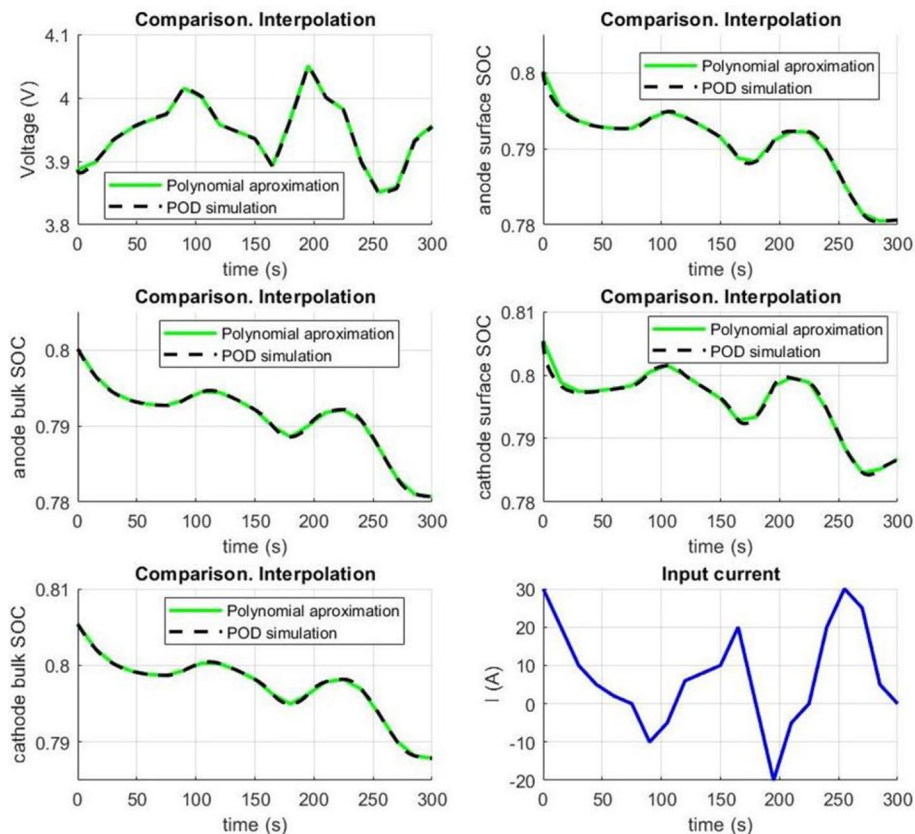 Comparison. Interpolation
4.1
4
3.9
3.8
Voltage (V)
Polynomial aproximation
POD simulation
0 50 100 150 200 250 300
time (s)
Comparison. Interpolation
0.8
0.79
0.78
anode surface SOC
Polynomial aproximation
POD simulation
0 50 100 150 200 250 300
time (s)
Comparison. Interpolation
0.8
0.79
0.78
anode bulk SOC
Polynomial aproximation
POD simulation
0 50 100 150 200 250 300
time (s)
Comparison. Interpolation
0.81
0.8
0.79
0.78
cathode surface SOC
Polynomial aproximation
POD simulation
0 50 100 150 200 250 300
time (s)
Comparison. Interpolation
0.81
0.8
0.79
cathode bulk SOC
Polynomial aproximation
POD simulation
0 50 100 150 200 250 300
time (s)
Input current
30
20
10
0
-10
-20
I (A)
0 50 100 150 200 250 300
time (s)